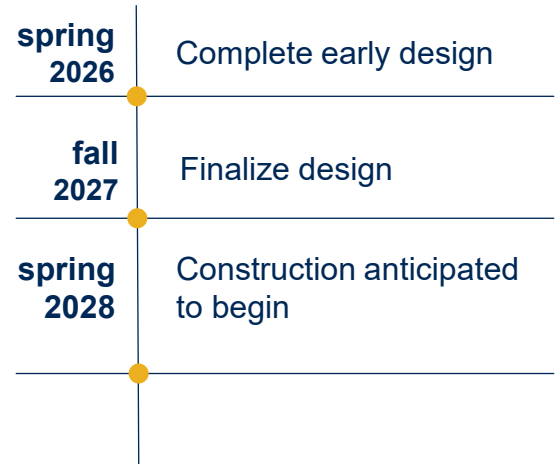 spring
2026
Complete early design
fall
2027
Finalize design
spring
2028
Construction anticipated
to begin